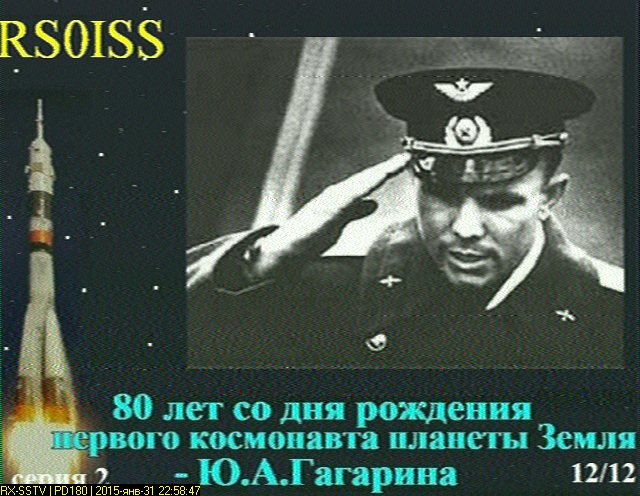 RS0ISS
80 лет со дня рождения
первого космонавта планеты Земля
серия 2 - Ю.А.Гагарина 12/12
RX-SSTV | PD180 | 2015-янв-31 22:58:47